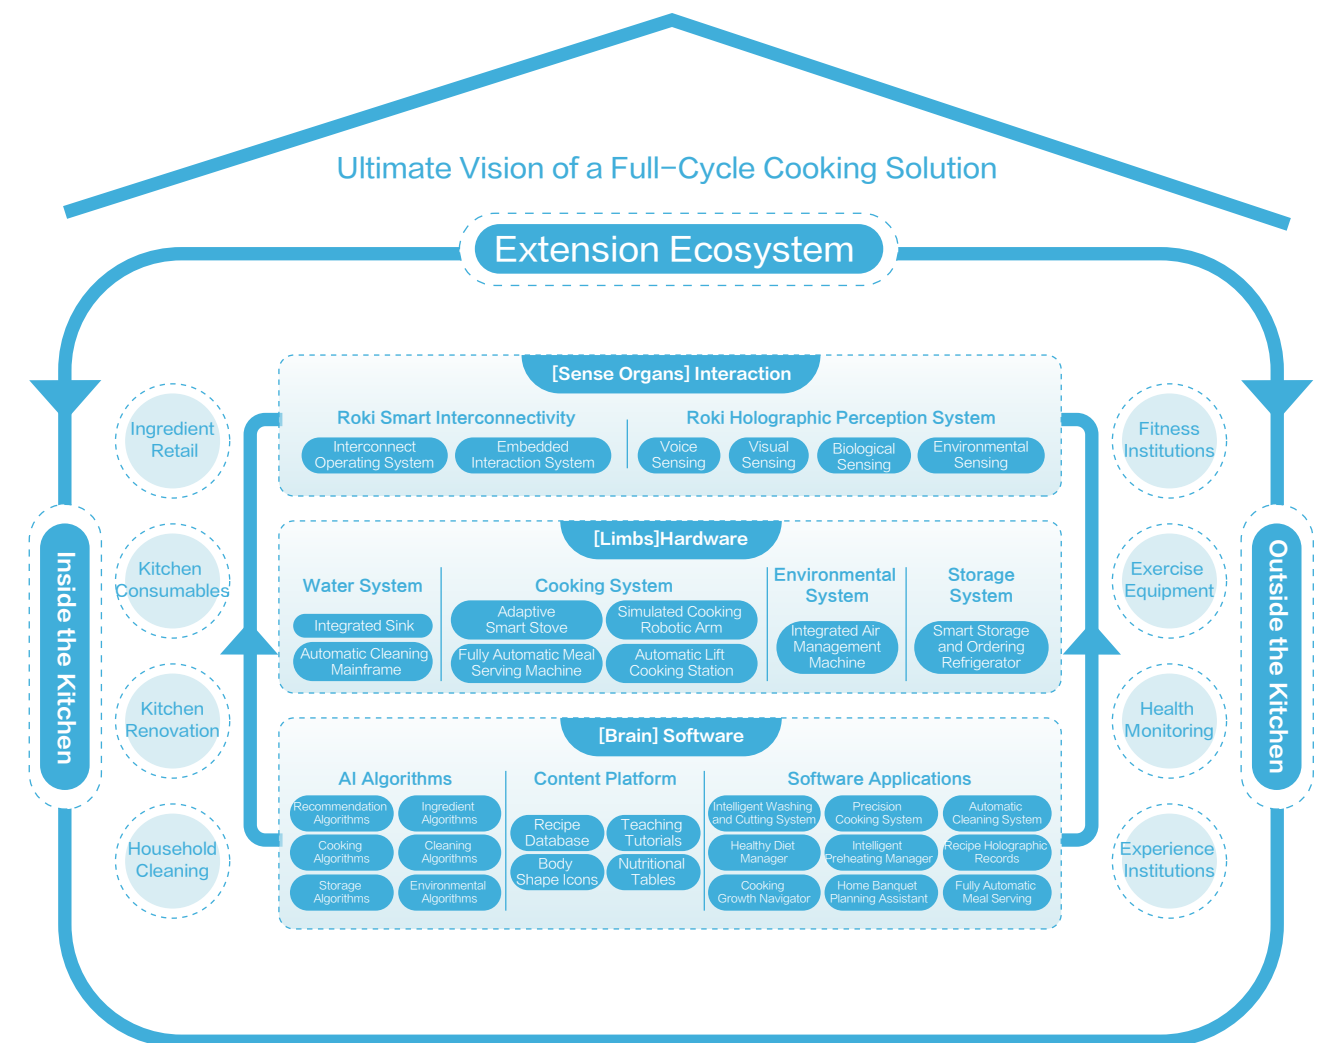 Ultimate Vision of a Full-Cycle Cooking Solution
Extension Ecosystem
Inside the Kitchen
Ingredient
Retail
Kitchen
Consumables
Kitchen
Renovation
Household
Cleaning
[Sense Organs] Interaction
Roki Smart Interconnectivity
Interconnect
Operating System
Embedded
Interaction System
Roki Holographic Perception System
Voice
Sensing
Visual
Sensing
Biological
Sensing
Environmental
Sensing
[Limbs]Hardware
Water System
Integrated Sink
Automatic Cleaning
Mainframe
Cooking System
Adaptive
Smart Stove
Simulated Cooking
Robotic Arm
Fully Automatic Meal
Serving Machine
Automatic Lift
Cooking Station
Environmental
System
Integrated Air
Management
Machine
Storage
System
Smart Storage
and Ordering
Refrigerator
[Brain] Software
AI Algorithms
Recommendation
Algorithms
Ingredient
Algorithms
Cooking
Algorithms
Cleaning
Algorithms
Storage
Algorithms
Environmental
Algorithms
Content Platform
Recipe
Database
Teaching
Tutorials
Body
Shape Icons
Nutritional
Tables
Software Applications
Intelligent Washing
and Cutting System
Precision
Cooking System
Automatic
Cleaning System
Healthy Diet
Manager
Intelligent
Preheating Manager
Recipe Holographic
Records
Cooking
Growth Navigator
Home Banquet
Planning Assistant
Fully Automatic
Meal Serving
Fitness
Institutions
Exercise
Equipment
Health
Monitoring
Experience
Institutions
Outside the Kitchen